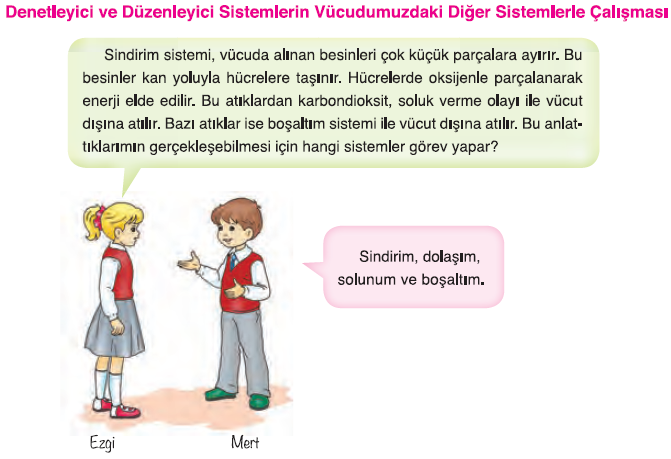 Denetleyici ve Düzenleyici Sistemlerin Vücudumuzdaki Diğer Sistemlerle Çalışması
Sindirim sistemi, vücuda alınan besinleri çok küçük parçalara ayırır. Bu
besinler kan yoluyla hücrelere taşınır. Hücrelerde oksijenle parçalanarak
enerji elde edilir. Bu atıklardan karbondioksit, soluk verme olayı ile vücut
dışına atılır. Bazı atıklar ise boşaltım sistemi ile vücut dışına atılır. Bu anlat-
tıklarımın gerçekleşebilmesi için hangi sistemler görev yapar?
Sindirim, dolaşım,
solunum ve boşaltım.
Ezgi
Mert